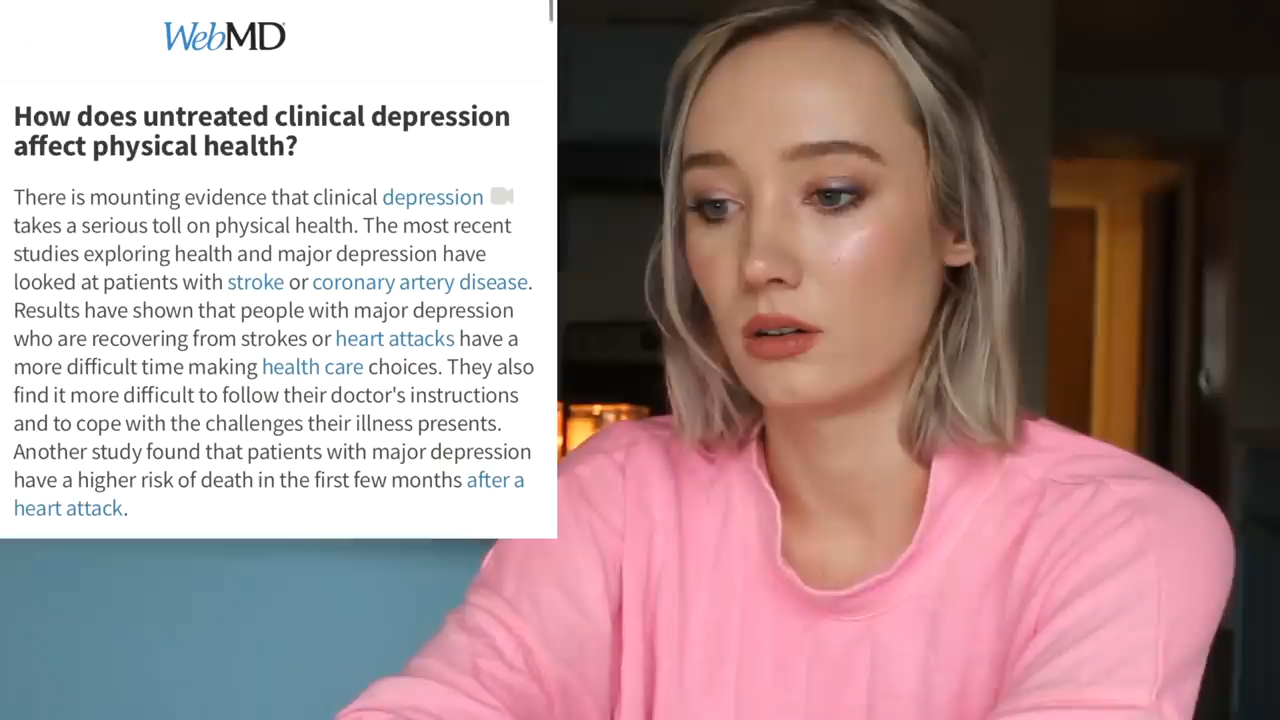 WebMD
How does untreated clinical depression
affect physical health?
There is mounting evidence that clinical depression
takes a serious toll on physical health. The most recent
studies exploring health and major depression have
looked at patients with stroke or coronary artery disease.
Results have shown that people with major depression
who are recovering from strokes or heart attacks have a
more difficult time making health care choices. They also
find it more difficult to follow their doctor's instructions
and to cope with the challenges their illness presents.
Another study found that patients with major depression
have a higher risk of death in the first few months after a
heart attack.